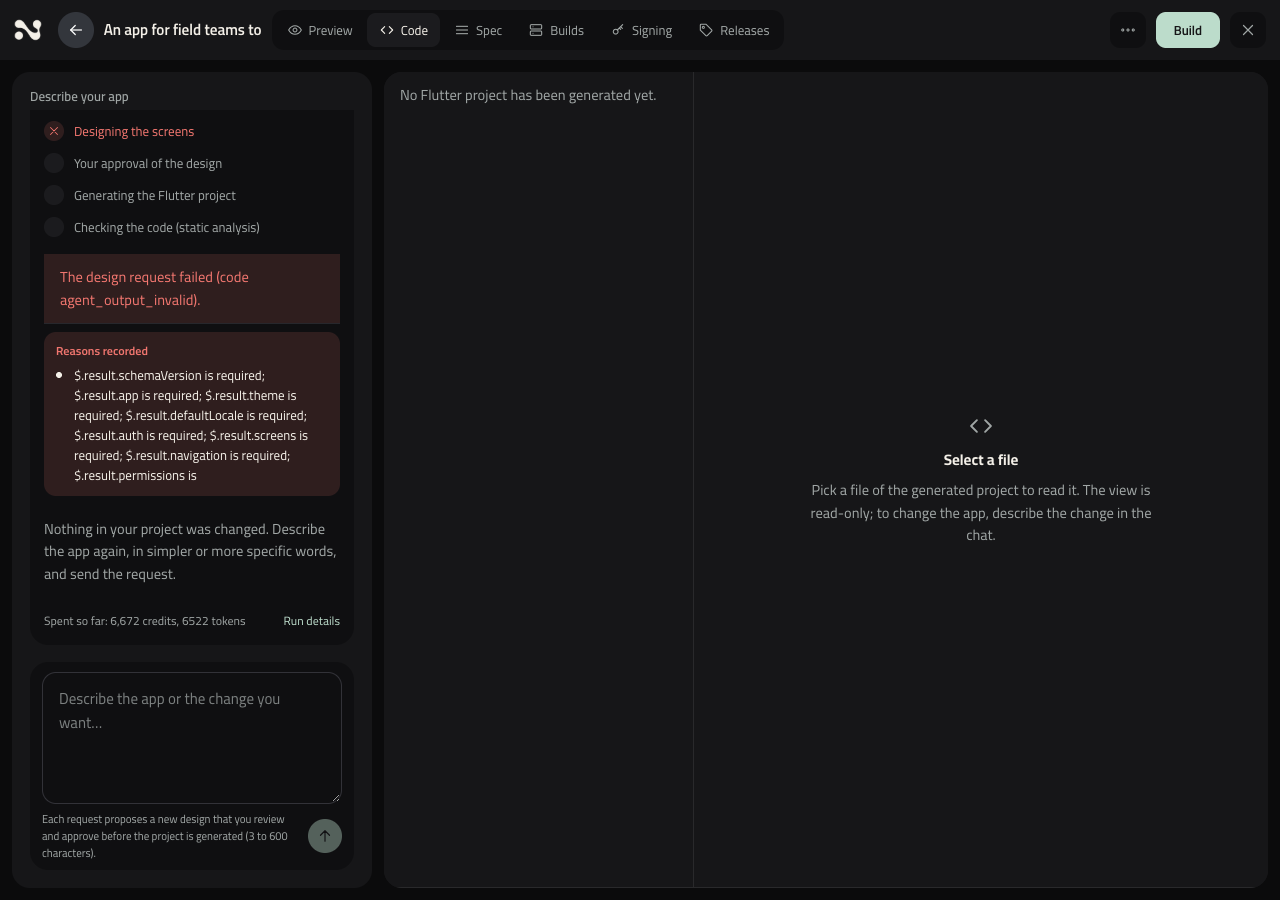 An app for field teams to
Preview
Code
Spec
Builds
Signing
Releases
Build
Describe your app
Designing the screens
Your approval of the design
Generating the Flutter project
Checking the code (static analysis)
The design request failed (code
agent_output_invalid).
Reasons recorded
$.result.schemaVersion is required;
$.result.app is required; $.result.theme is
required; $.result.defaultLocale is required;
$.result.auth is required; $.result.screens is
required; $.result.navigation is required;
$.result.permissions is
Nothing in your project was changed. Describe
the app again, in simpler or more specific words,
and send the request.
Spent so far: 6,672 credits, 6522 tokens
Run details
Describe the app or the change you
want...
Each request proposes a new design that you review
and approve before the project is generated (3 to 600
characters).
No Flutter project has been generated yet.
Select a file
Pick a file of the generated project to read it. The view is
read-only; to change the app, describe the change in the
chat.